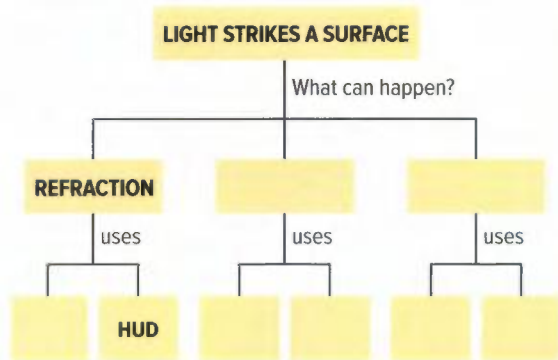 LIGHT STRIKES A SURFACE
What can happen?
REFRACTION
uses
uses
uses
HUD